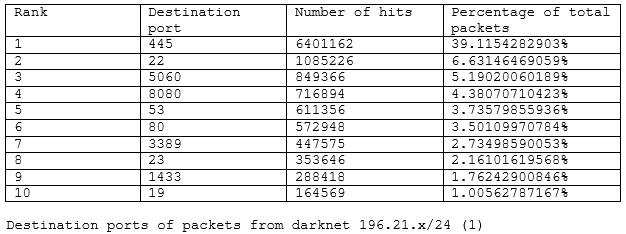 Rank Destination port Number of hits Percentage of total packets
1 445 6401162 39.1154282903%
2 22 1085226 6.63146469059%
3 5060 849366 5.19020060189%
4 8080 716894 4.38070710423%
5 53 611356 3.73579855936%
6 80 572948 3.50109970784%
7 3389 447575 2.73498590053%
8 23 353646 2.16101619568%
9 1433 288418 1.76242900846%
10 19 164569 1.00562787167%
Destination ports of packets from darknet 196.21.x/24 (1)